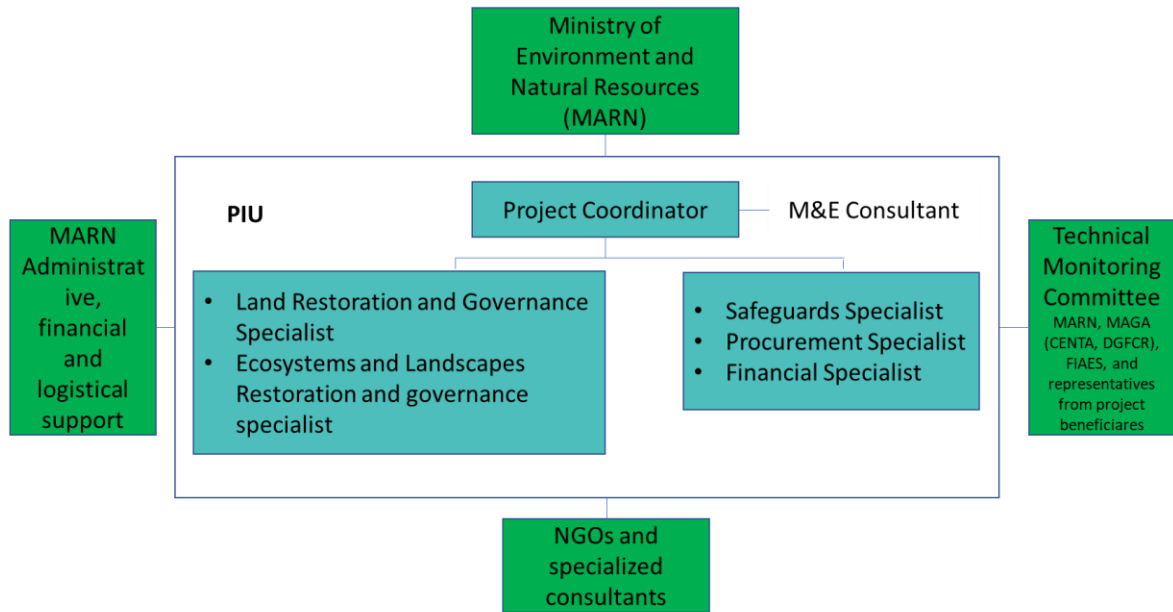 Ministry of
Environment and
Natural Resources
(MARN)
PIU
Project Coordinator
M&E Consultant
MARN
Administrat
ive,
financial
and
logistical
support
• Land Restoration and Governance
Specialist
• Ecosystems and Landscapes
Restoration and governance
specialist
• Safeguards Specialist
• Procurement Specialist
• Financial Specialist
Technical
Monitoring
Committee
MARN, MAGA
(CENTA, DGFCR),
FIAES, and
representatives
from project
beneficiares
NGOs and
specialized
consultants